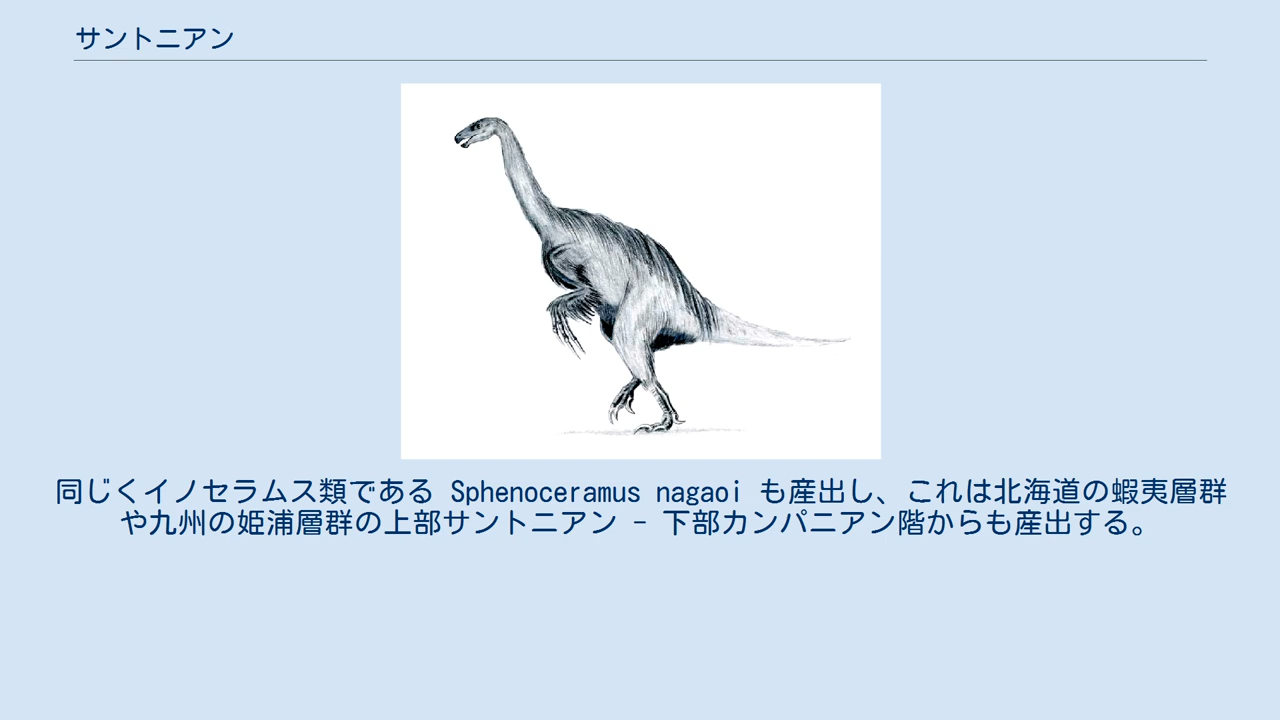 サントニアン
同じくイノセラムス類である Sphenoceramus nagaoi も産出し、これは北海道の蝦夷層群
や九州の姫浦層群の上部サントニアン - 下部カンパニアン階からも産出する。